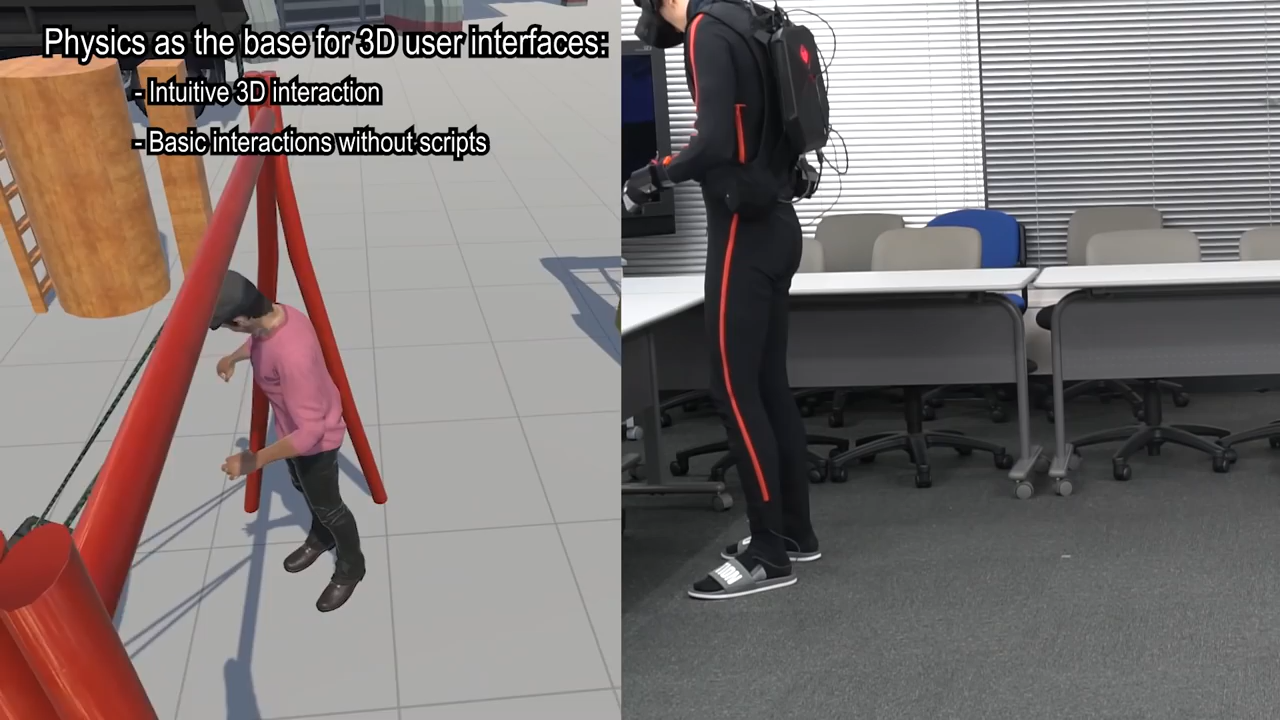 Physics as the base for 3D user interfaces:
- Intuitive 3D interaction
- Basic interactions without scripts